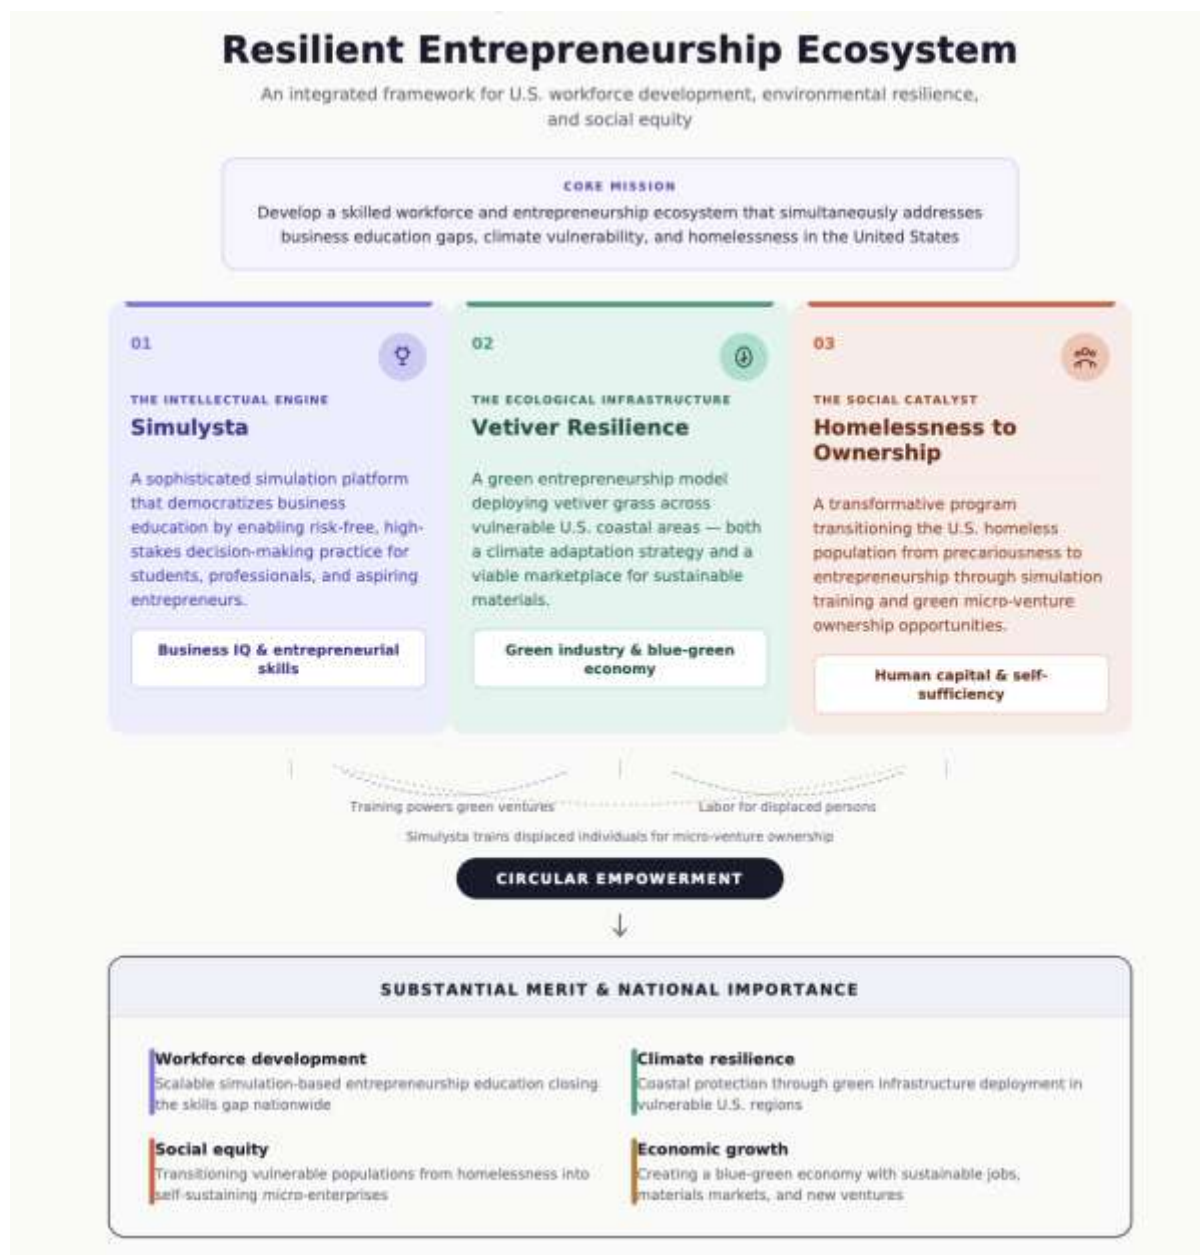 Resilient Entrepreneurship Ecosystem
An integrated framework for U.S. workforce development, environmental resilience,
and social equity
CORE MISSION
Develop a skilled workforce and entrepreneurship ecosystem that simultaneously addresses
business education gaps, climate vulnerability, and homelessness in the United States
01
THE INTELLECTUAL ENGINE
Simulysta
A sophisticated simulation platform
that democratizes business
education by enabling risk-free, high-
stakes decision-making practice for
students, professionals, and aspiring
entrepreneurs.
Business IQ & entrepreneurial
skills
02
THE ECOLOGICAL INFRASTRUCTURE
Vetiver Resilience
A green entrepreneurship model
deploying vetiver grass across
vulnerable U.S. coastal areas — both
a climate adaptation strategy and a
viable marketplace for sustainable
materials.
Green industry & blue-green
economy
03
THE SOCIAL CATALYST
Homelessness to
Ownership
A transformative program
transitioning the U.S. homeless
population from precariousness to
entrepreneurship through simulation
training and green micro-venture
ownership opportunities.
Human capital & self-
sufficiency
Training powers green ventures
Labor for displaced persons
Simulysta trains displaced individuals for micro-venture ownership
CIRCULAR EMPOWERMENT
SUBSTANTIAL MERIT & NATIONAL IMPORTANCE
Workforce development
Scalable simulation-based entrepreneurship education closing
the skills gap nationwide
Climate resilience
Coastal protection through green infrastructure deployment in
vulnerable U.S. regions
Social equity
Transitioning vulnerable populations from homelessness into
self-sustaining micro-enterprises
Economic growth
Creating a blue-green economy with sustainable jobs,
materials markets, and new ventures